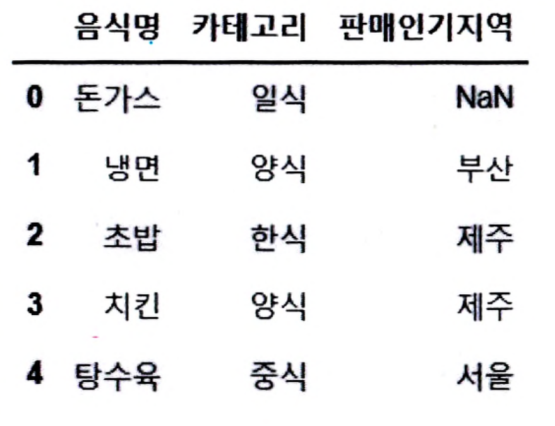 음식명 카테고리 판매인기지역
0 돈가스 일식 NaN
1 냉면 양식 부산
2 초밥 한식 제주
3 치킨 양식 제주
4 탕수육 중식 서울